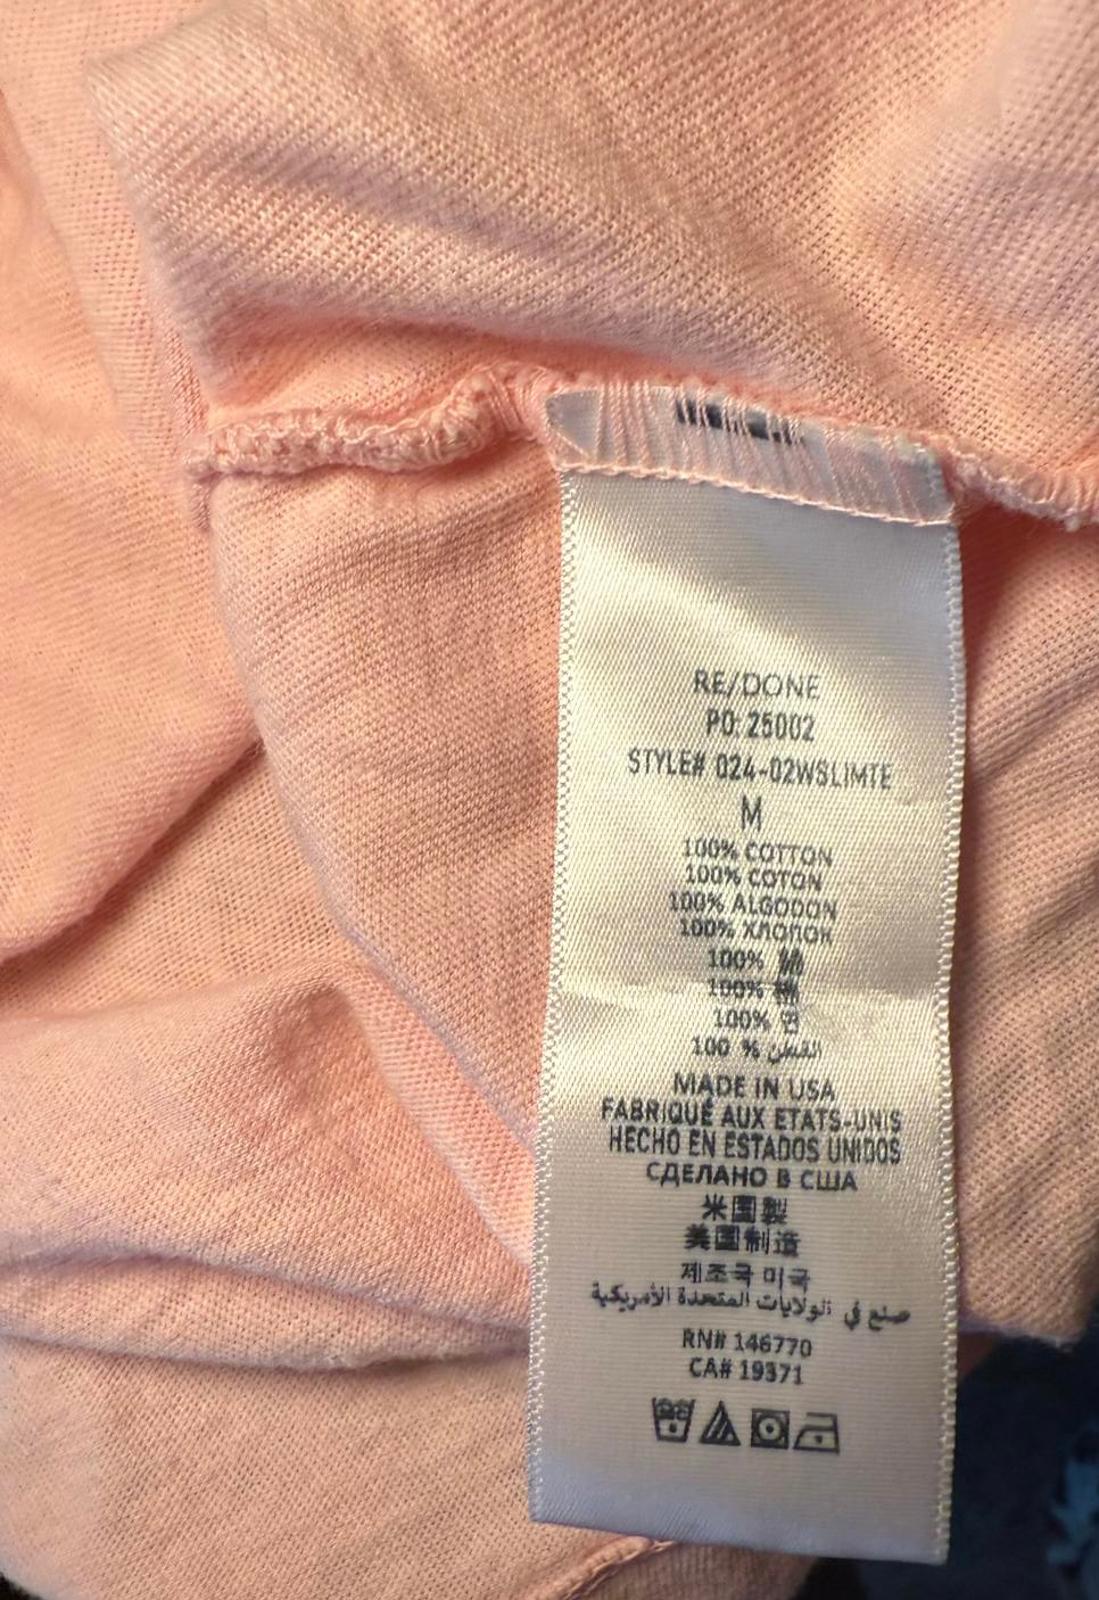 RE/DONE
PO: 25002
STYLE# 024-02WSLIMTE
M
100% COTTON
100% COTON
100% ALGODON
100% ХЛОПОК
100% 綿
100% 棉
100% 면
100 % القطن
MADE IN USA
FABRIQUÉ AUX ETATS-UNIS
HECHO EN ESTADOS UNIDOS
СДЕЛАНО В США
米国製
美国制造
제조국 미국
صنع في الولايات المتحدة الأمريكية
RN# 146770
CA# 19371